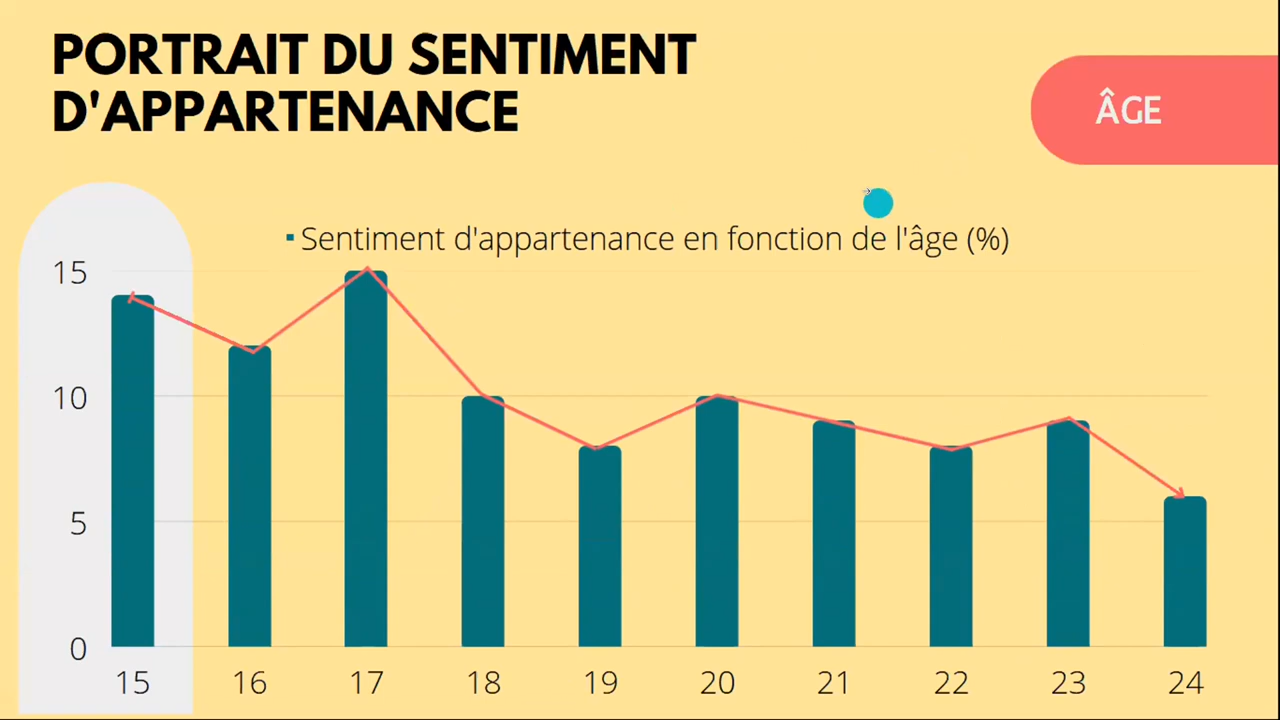 PORTRAIT DU SENTIMENT
D'APPARTENANCE
ÂGE
▪ Sentiment d'appartenance en fonction de l'âge (%)
15
10
5
0
15 16 17 18 19 20 21 22 23 24